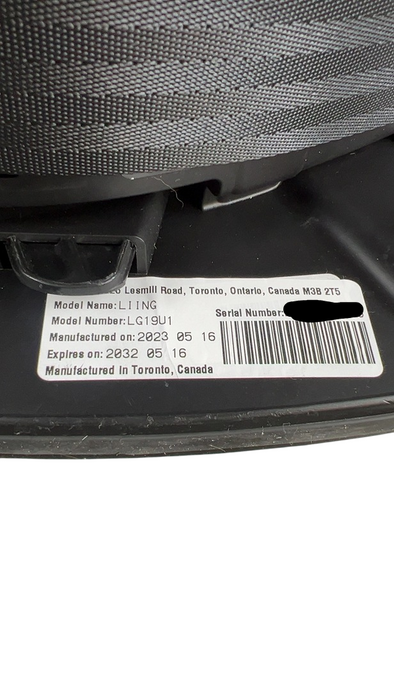 Lesmill Road, Toronto, Ontario, Canada M3B 2T5
Model Name: LIING
Serial Number:
Model Number: LG19U1
Manufactured on: 2023 05 16
Expires on: 2032 05 16
Manufactured in Toronto, Canada